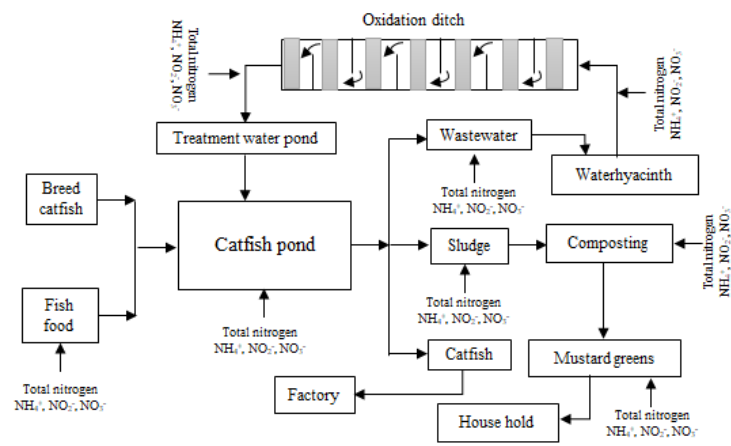 Oxidation ditch
Total nitrogen
NH₄⁺, NO₂⁻, NO₃⁻
Total nitrogen
NH₄⁺, NO₂⁻, NO₃⁻
Treatment water pond
Wastewater
Waterhyacinth
Total nitrogen
NH₄⁺, NO₂⁻, NO₃⁻
Breed
catfish
Catfish pond
Sludge
Composting
Total nitrogen
NH₄⁺, NO₂⁻, NO₃⁻
Fish
food
Total nitrogen
NH₄⁺, NO₂⁻, NO₃⁻
Total nitrogen
NH₄⁺, NO₂⁻, NO₃⁻
Catfish
Mustard greens
Total nitrogen
NH₄⁺, NO₂⁻, NO₃⁻
Factory
House hold
Total nitrogen
NH₄⁺, NO₂⁻, NO₃⁻